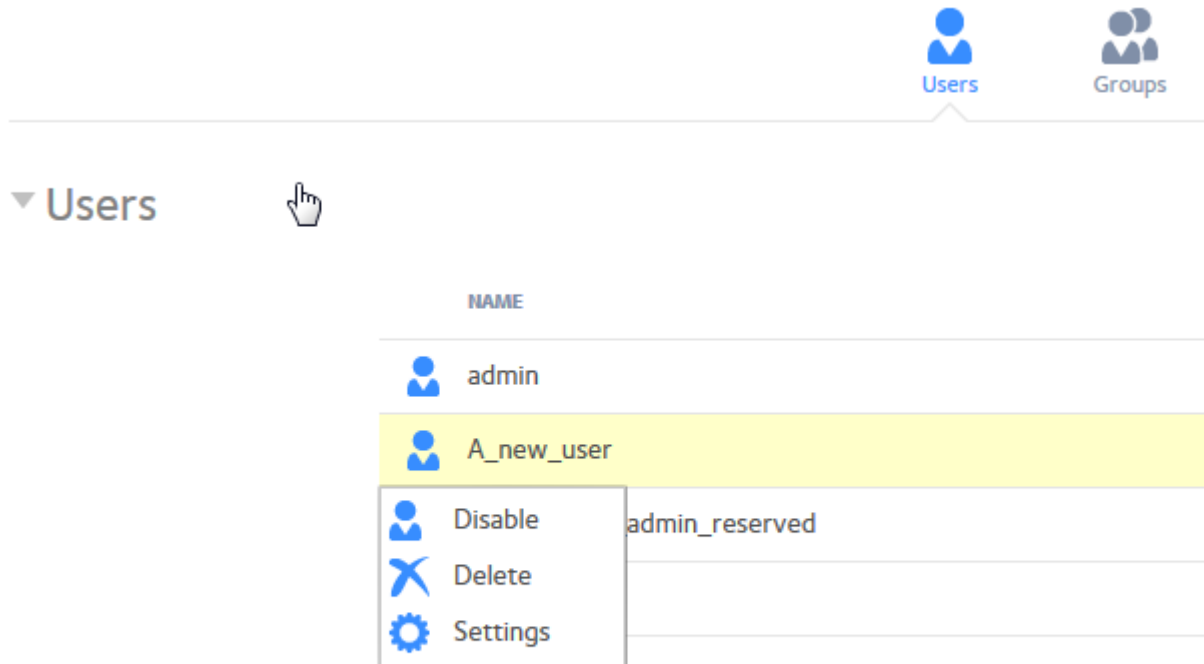 Users Groups
Users
NAME
admin
A_new_user
Disable
admin_reserved
Delete
Settings